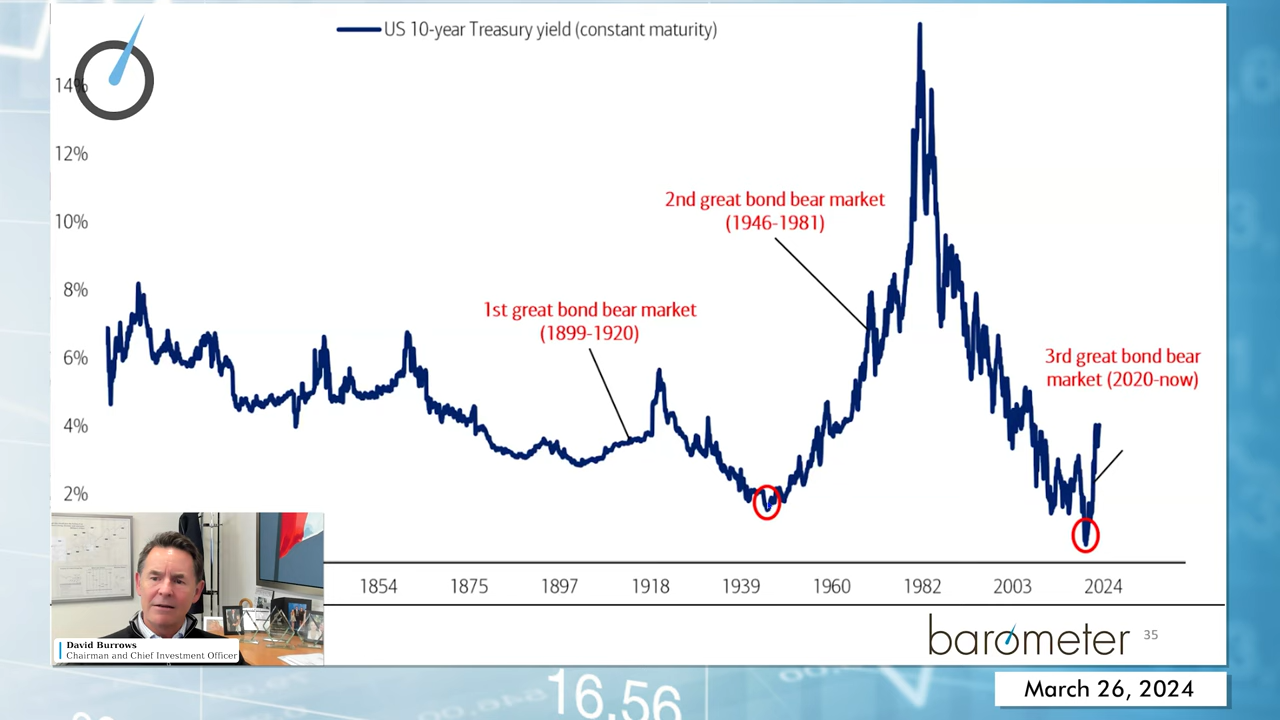 US 10-year Treasury yield (constant maturity)
14%
12%
10%
8%
6%
4%
2%
2nd great bond bear market
(1946-1981)
1st great bond bear market
(1899-1920)
3rd great bond bear
market (2020-now)
1854 1875 1897 1918 1939 1960 1982 2003 2024
David Burrows
Chairman and Chief Investment Officer
barometer
35
March 26, 2024
16.56